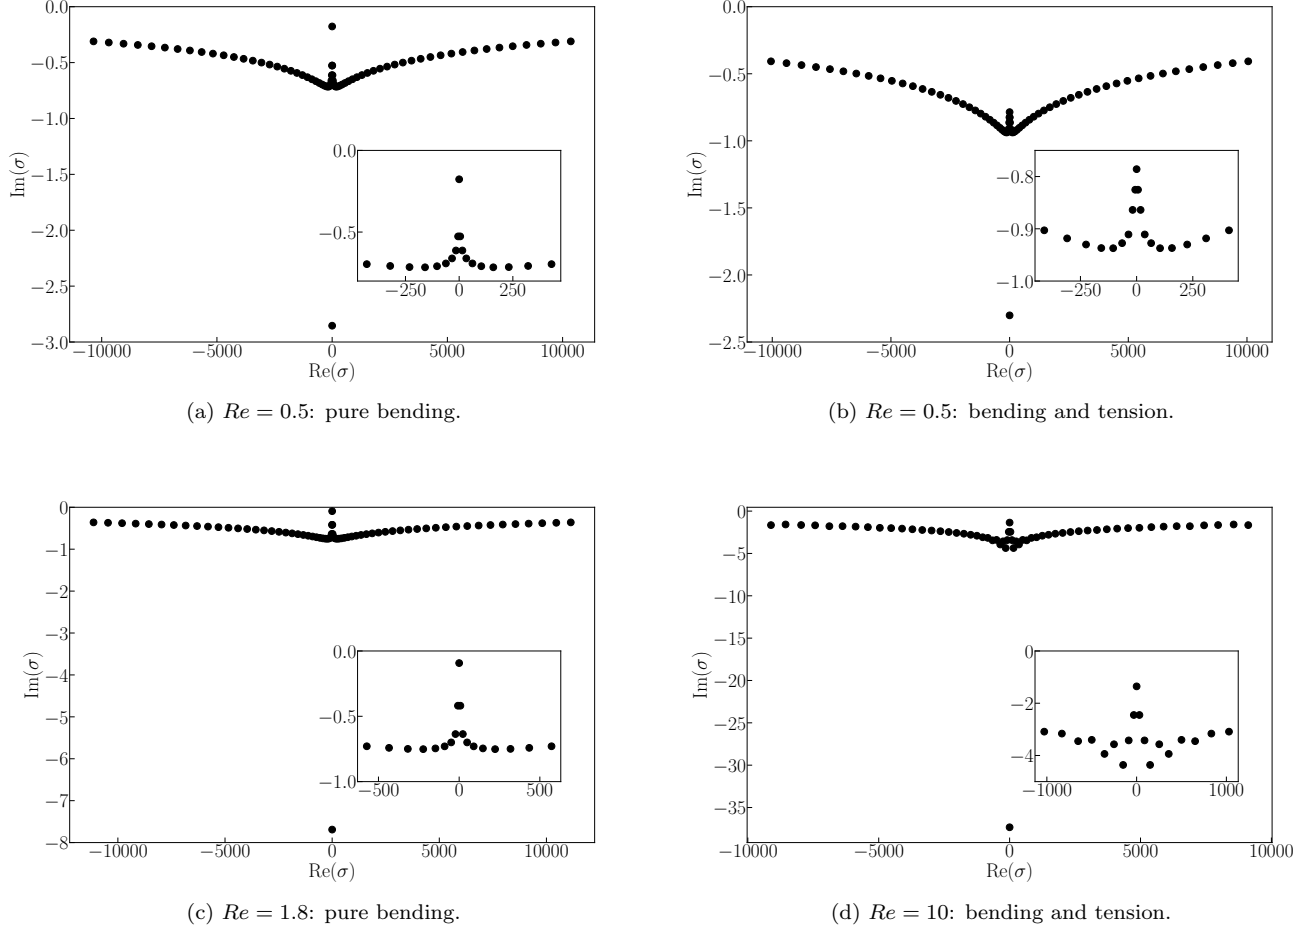 0.0
−0.5
−1.0
−1.5
−2.0
−2.5
−3.0
Im(σ)
−10000 −5000 0 5000 10000
Re(σ)
0.0
−0.5
−250 0 250
(a) Re = 0.5: pure bending.
0.0
−0.5
−1.0
−1.5
−2.0
−2.5
Im(σ)
−10000 −5000 0 5000 10000
Re(σ)
−0.8
−0.9
−1.0
−250 0 250
(b) Re = 0.5: bending and tension.
0
−1
−2
−3
−4
−5
−6
−7
−8
Im(σ)
−10000 −5000 0 5000 10000
Re(σ)
0.0
−0.5
−1.0
−500 0 500
(c) Re = 1.8: pure bending.
0
−5
−10
−15
−20
−25
−30
−35
Im(σ)
−10000 −5000 0 5000 10000
Re(σ)
0
−2
−4
−1000 0 1000
(d) Re = 10: bending and tension.